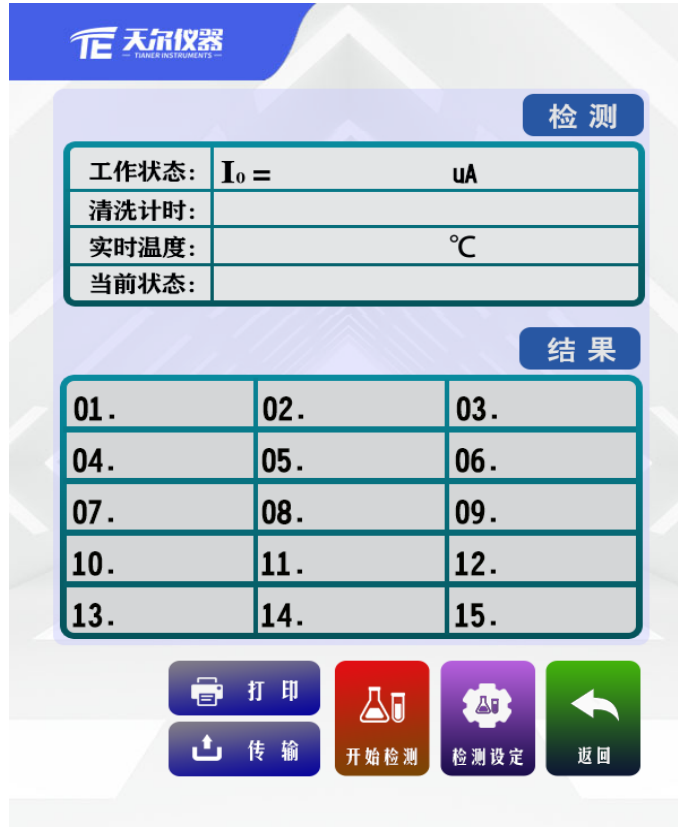 TE 天尔仪器
TIANER INSTRUMENTS
检测
工作状态: I₀ = uA
清洗计时:
实时温度: ℃
当前状态:
结果
01. 02. 03.
04. 05. 06.
07. 08. 09.
10. 11. 12.
13. 14. 15.
打印
传输
开始检测
检测设定
返回